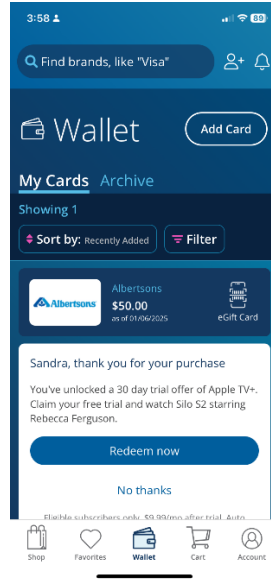 3:58
89
Find brands, like "Visa"
Wallet
Add Card
My Cards Archive
Showing 1
Sort by: Recently Added
Filter
Albertsons
Albertsons
$50.00
as of 01/06/2025
eGift Card
Sandra, thank you for your purchase
You've unlocked a 30 day trial offer of Apple TV+.
Claim your free trial and watch Silo S2 starring
Rebecca Ferguson.
Redeem now
No thanks
Eligible subscribers only. $9.99/mo after trial. Auto
Shop
Favorites
Wallet
Cart
Account